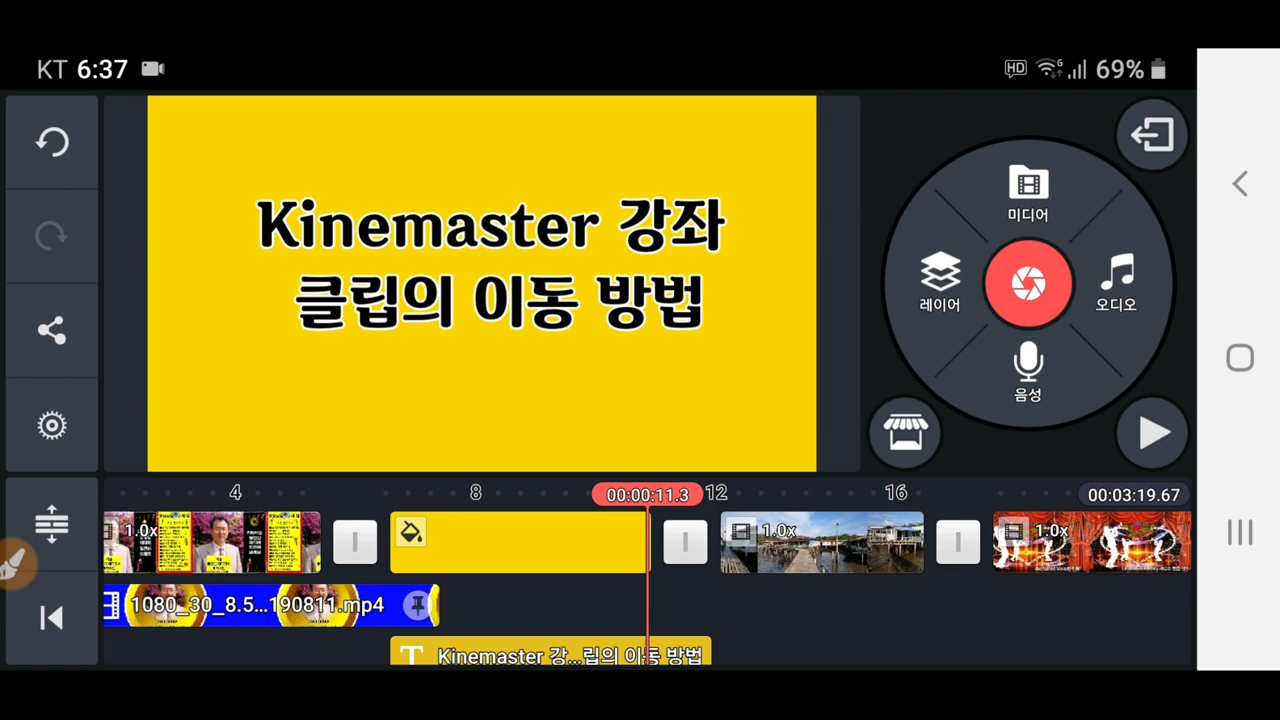 KT 6:37
HD 69%
Kinemaster 강좌
클립의 이동 방법
미디어
레이어
오디오
음성
4 8 00:00:11.3 12 16 00:03:19.67
1.0x 1.0x 1.0x
1080_30_8.5...190811.mp4
T Kinemaster 강...립의 이동 방법